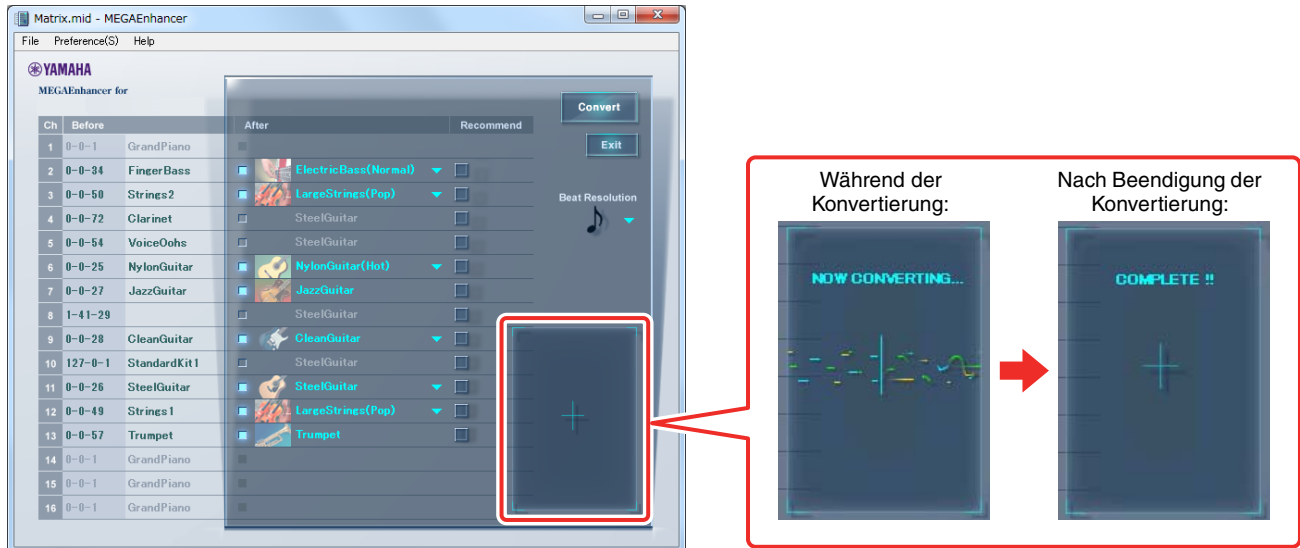 Matrix.mid - MEGAEnhancer
File Preference(S) Help
YAMAHA
MEGAEnhancer for
Convert
Exit
Beat Resolution
Ch Before After Recommend
1 0-0-1 GrandPiano
2 0-0-34 FingerBass ElectricBass(Normal)
3 0-0-50 Strings2 LargeStrings(Pop)
4 0-0-72 Clarinet SteelGuitar
5 0-0-54 VoiceOohs SteelGuitar
6 0-0-25 NylonGuitar NylonGuitar(Hot)
7 0-0-27 JazzGuitar JazzGuitar
8 1-41-29 SteelGuitar
9 0-0-28 CleanGuitar CleanGuitar
10 127-0-1 StandardKit1 SteelGuitar
11 0-0-26 SteelGuitar SteelGuitar
12 0-0-49 Strings1 LargeStrings(Pop)
13 0-0-57 Trumpet Trumpet
14 0-0-1 GrandPiano
15 0-0-1 GrandPiano
16 0-0-1 GrandPiano
Während der
Konvertierung:
NOW CONVERTING...
Nach Beendigung der
Konvertierung:
COMPLETE !!